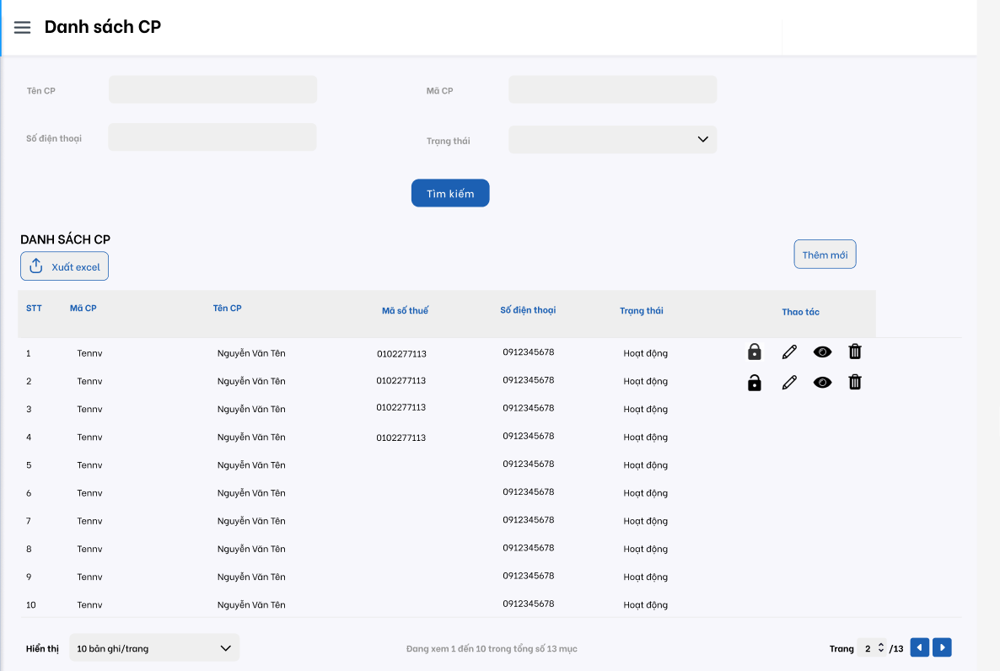 Danh sách CP
Tên CP
Mã CP
Số điện thoại
Trạng thái
Tìm kiếm
DANH SÁCH CP
Xuất excel
Thêm mới
STT Mã CP Tên CP Mã số thuế Số điện thoại Trạng thái Thao tác
1 Tennv Nguyễn Văn Tên 0102277113 0912345678 Hoạt động
2 Tennv Nguyễn Văn Tên 0102277113 0912345678 Hoạt động
3 Tennv Nguyễn Văn Tên 0102277113 0912345678 Hoạt động
4 Tennv Nguyễn Văn Tên 0102277113 0912345678 Hoạt động
5 Tennv Nguyễn Văn Tên 0912345678 Hoạt động
6 Tennv Nguyễn Văn Tên 0912345678 Hoạt động
7 Tennv Nguyễn Văn Tên 0912345678 Hoạt động
8 Tennv Nguyễn Văn Tên 0912345678 Hoạt động
9 Tennv Nguyễn Văn Tên 0912345678 Hoạt động
10 Tennv Nguyễn Văn Tên 0912345678 Hoạt động
Hiển thị 10 bản ghi/trang Đang xem 1 đến 10 trong tổng số 13 mục Trang 2 /13